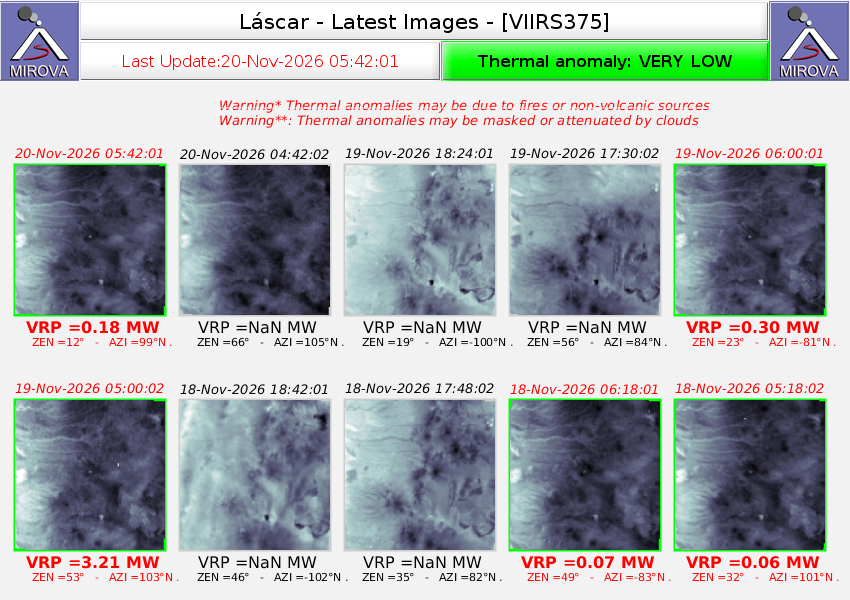 Láscar - Latest Images - [VIIRS375]
MIROVA
Last Update:20-Nov-2026 05:42:01
Thermal anomaly: VERY LOW
MIROVA
Warning* Thermal anomalies may be due to fires or non-volcanic sources
Warning**: Thermal anomalies may be masked or attenuated by clouds
20-Nov-2026 05:42:01
20-Nov-2026 04:42:02
19-Nov-2026 18:24:01
19-Nov-2026 17:30:02
19-Nov-2026 06:00:01
VRP =0.18 MW
VRP =NaN MW
VRP =NaN MW
VRP =NaN MW
VRP =0.30 MW
ZEN =12° - AZI =99°N .
ZEN =66° - AZI =105°N .
ZEN =19° - AZI =-100°N .
ZEN =56° - AZI =84°N .
ZEN =23° - AZI =-81°N .
19-Nov-2026 05:00:02
18-Nov-2026 18:42:01
18-Nov-2026 17:48:02
18-Nov-2026 06:18:01
18-Nov-2026 05:18:02
VRP =3.21 MW
VRP =NaN MW
VRP =NaN MW
VRP =0.07 MW
VRP =0.06 MW
ZEN =53° - AZI =103°N .
ZEN =46° - AZI =-102°N .
ZEN =35° - AZI =82°N .
ZEN =49° - AZI =-83°N .
ZEN =32° - AZI =101°N .